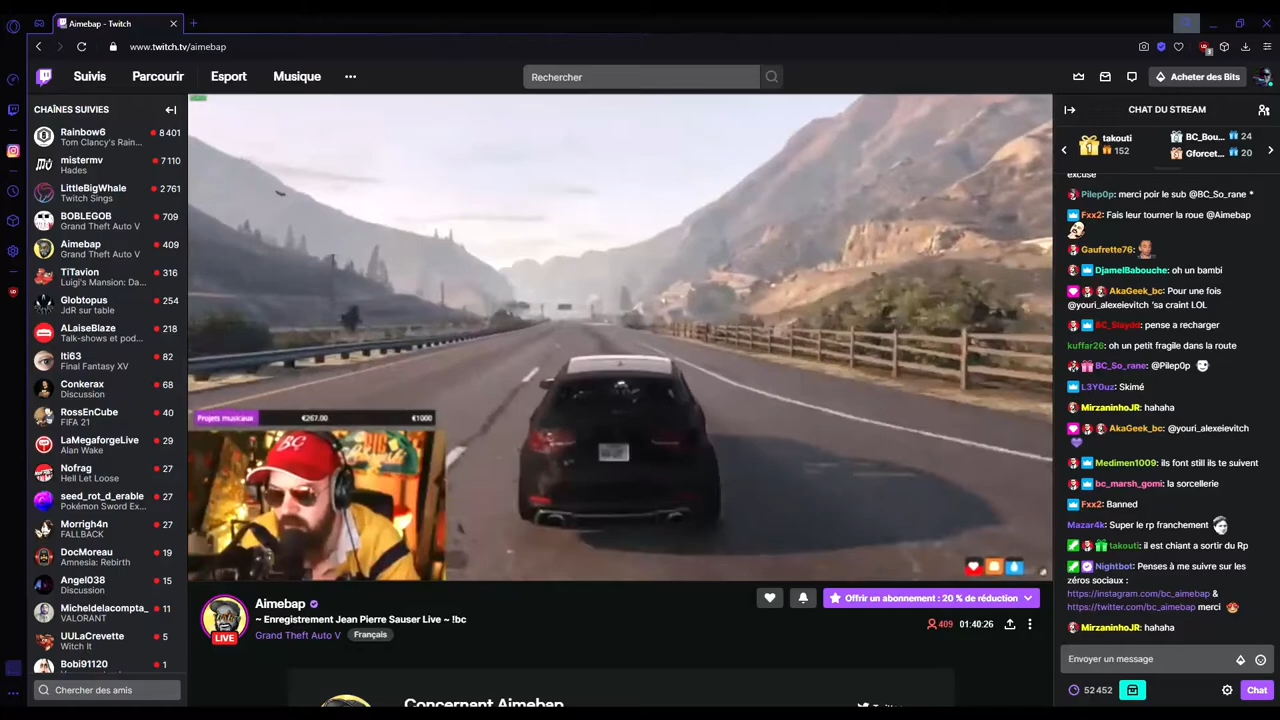 Aimebap - Twitch
www.twitch.tv/aimebap
3
Suivis
Parcourir
Esport
Musique
Rechercher
Acheter des Bits
CHAÎNES SUIVIES
Rainbow6
8 401
Tom Clancy's Rain...
mistermv
7 110
Hades
LittleBigWhale
2 761
Twitch Sings
BOBLEGOB
709
Grand Theft Auto V
Aimebap
409
Grand Theft Auto V
TiTavion
316
Luigi's Mansion: Da...
Globtopus
254
JdR sur table
ALaiseBlaze
218
Talk-shows et pod...
Iti63
82
Final Fantasy XV
Conkerax
68
Discussion
RossEnCube
40
FIFA 21
LaMegaforgeLive
29
Alan Wake
Nofrag
27
Hell Let Loose
seed_rot_d_erable
27
Pokémon Sword Ex...
Morrigh4n
27
FALLBACK
DocMoreau
19
Amnesia: Rebirth
Angel038
15
Discussion
Micheldelacompta_
11
VALORANT
UULaCrevette
5
Witch It
Bobi91120
1
Chercher des amis
Projets musicaux
€267.00
€1000
BC
LIVE
Aimebap
~ Enregistrement Jean Pierre Sauser Live ~ !bc
Grand Theft Auto V
Français
Offrir un abonnement : 20 % de réduction
409
01:40:26
Concernant Aimebap
CHAT DU STREAM
1
takouti
152
BC_Bou...
24
Gforcet...
20
excuse
Pilep0p: merci poir le sub @BC_So_rane *
Fxx2: Fais leur tourner la roue @Aimebap
Gaufrette76:
DjamelBabouche: oh un bambi
AkaGeek_bc: Pour une fois
@youri_alexeievitch 'sa craint LOL
BC_Slaydd: pense a recharger
kuffar26: oh un petit fragile dans la route
BC_So_rane: @Pilep0p
L3Y0uz: Skimé
MirzaninhoJR: hahaha
AkaGeek_bc: @youri_alexeievitch
Medimen1009: ils font still ils te suivent
bc_marsh_gomi: la sorcellerie
Fxx2: Banned
Mazar4k: Super le rp franchement
takouti: il est chiant a sortir du Rp
Nightbot: Penses à me suivre sur les
zéros sociaux :
https://instagram.com/bc_aimebap &
https://twitter.com/bc_aimebap merci
MirzaninhoJR: hahaha
Envoyer un message
52 452
Chat